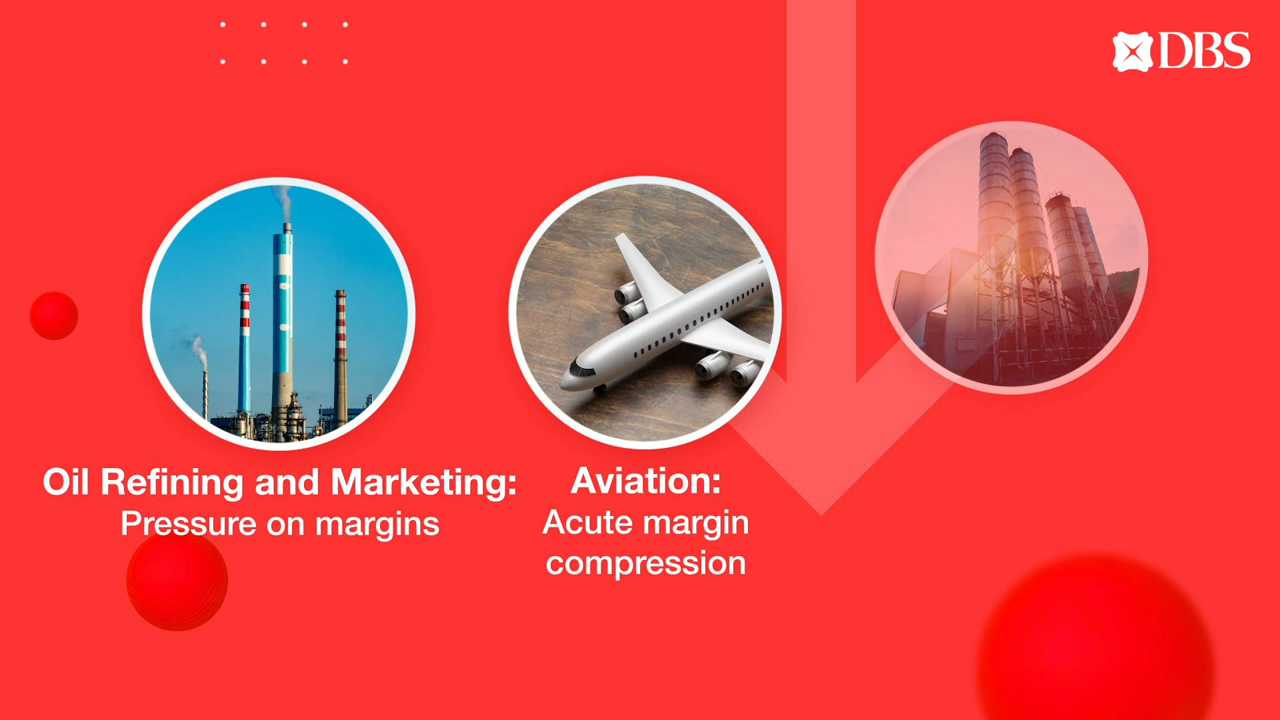 DBS
Oil Refining and Marketing:
Pressure on margins
Aviation:
Acute margin
compression